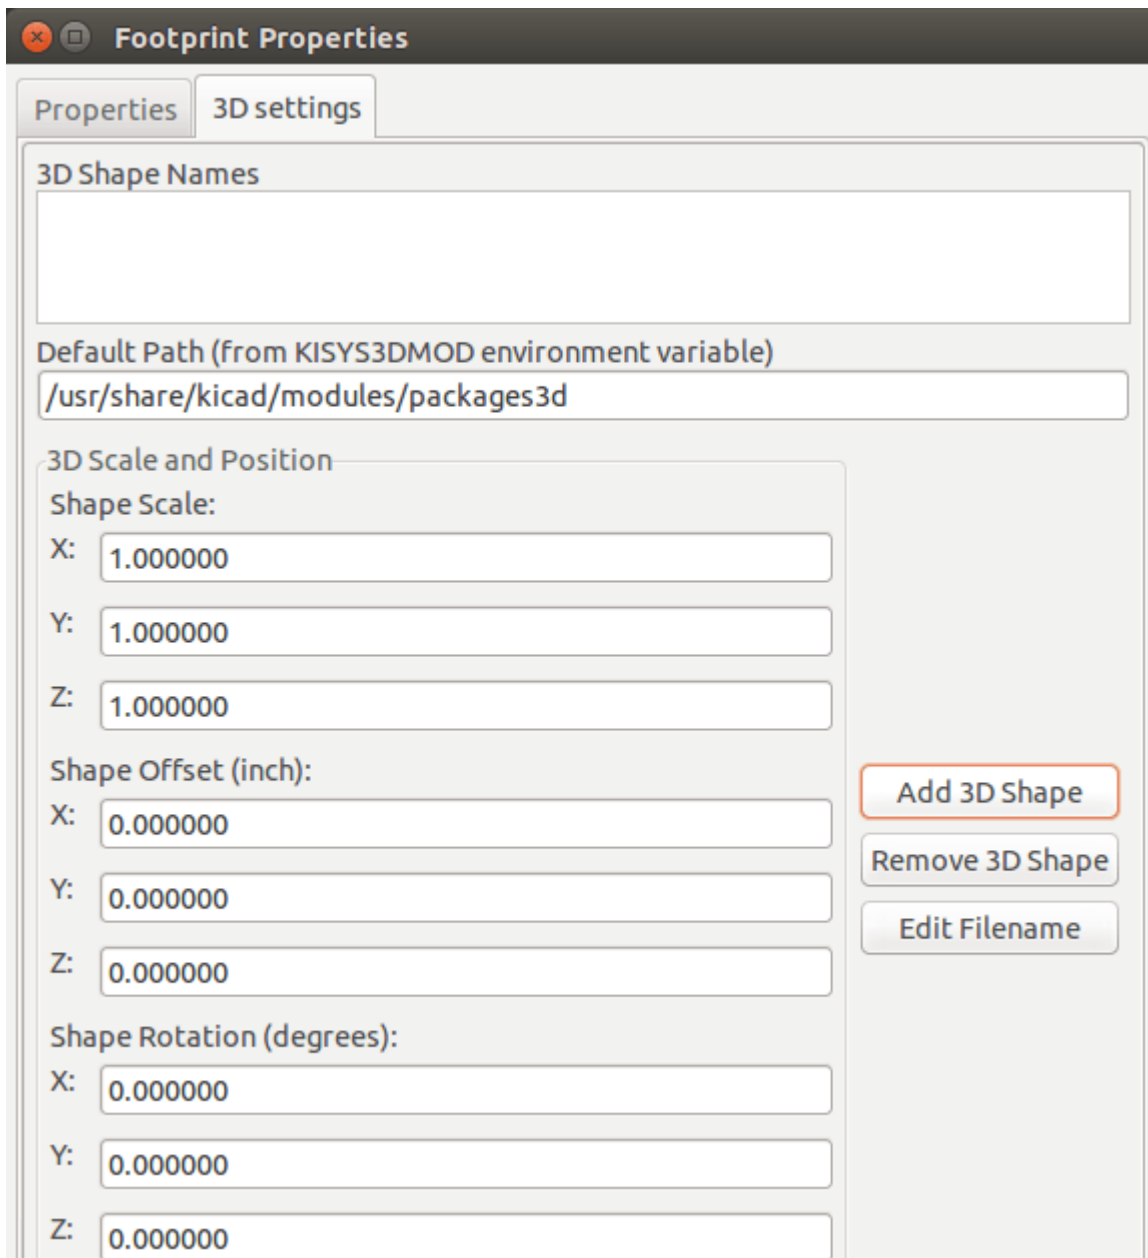 Footprint Properties
Properties 3D settings
3D Shape Names
Default Path (from KISYS3DMOD environment variable)
/usr/share/kicad/modules/packages3d
3D Scale and Position
Shape Scale:
X: 1.000000
Y: 1.000000
Z: 1.000000
Shape Offset (inch):
X: 0.000000
Y: 0.000000
Z: 0.000000
Shape Rotation (degrees):
X: 0.000000
Y: 0.000000
Z: 0.000000
Add 3D Shape
Remove 3D Shape
Edit Filename